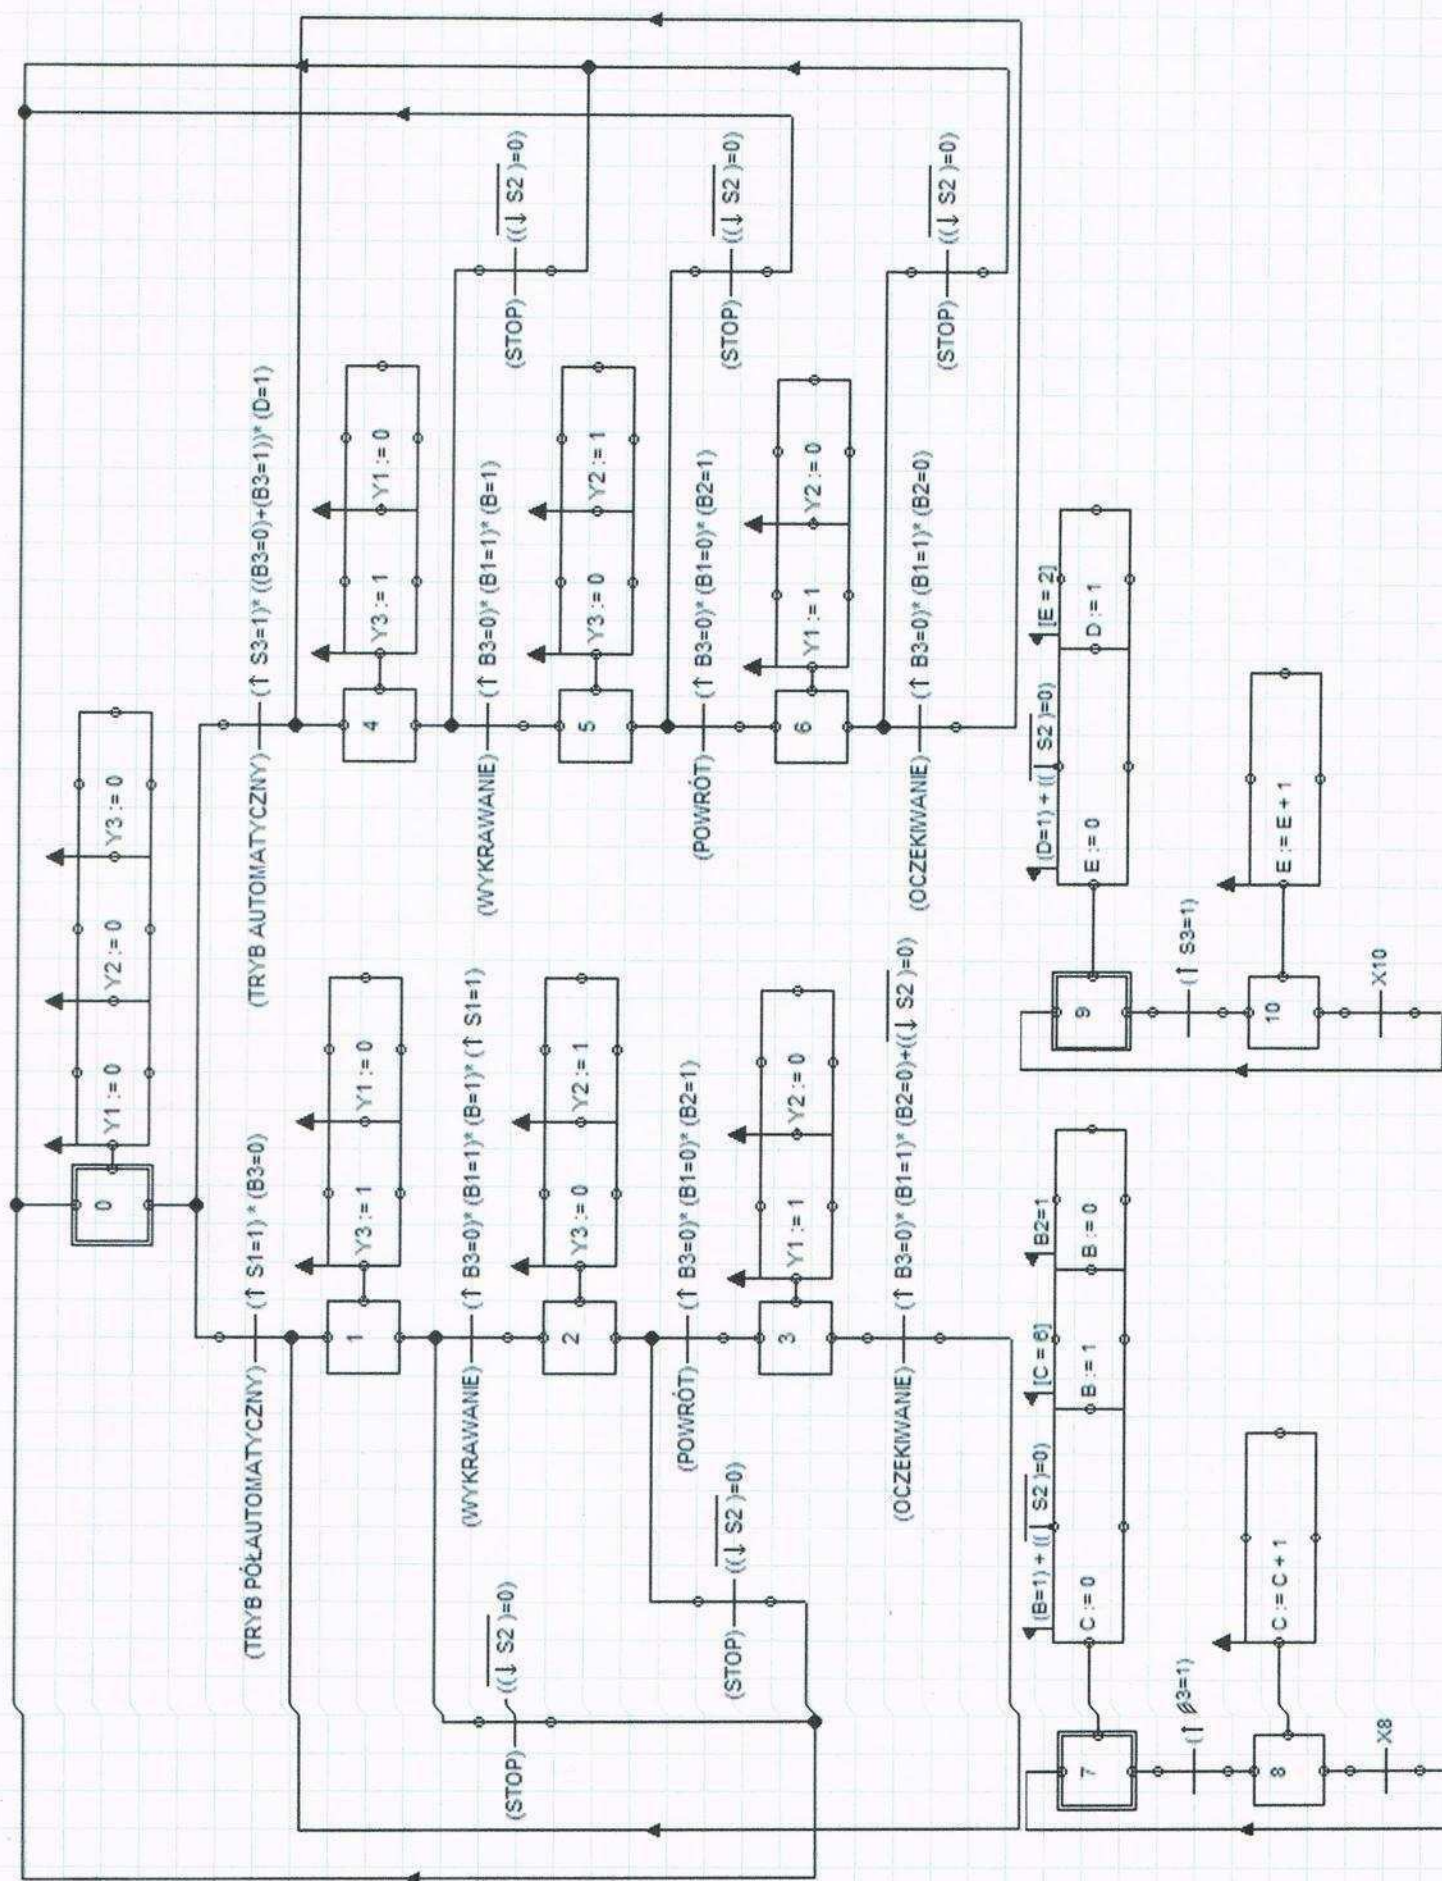 0
Y1 := 0
Y2 := 0
Y3 := 0
(TRYB PÓŁAUTOMATYCZNY)
(↑ S1=1) * (B3=0)
(TRYB AUTOMATYCZNY)
(↑ S3=1)* ((B3=0)+(B3=1))* (D=1)
1
Y3 := 1
Y1 := 0
4
Y3 := 1
Y1 := 0
(STOP)
((↓ S2 )=0)
(WYKRAWANIE)
(↑ B3=0)* (B1=1)* (B=1)* (↑ S1=1)
(WYKRAWANIE)
(↑ B3=0)* (B1=1)* (B=1)
(STOP)
((↓ S2 )=0)
2
Y3 := 0
Y2 := 1
5
Y3 := 0
Y2 := 1
(STOP)
((↓ S2 )=0)
(POWRÓT)
(↑ B3=0)* (B1=0)* (B2=1)
(POWRÓT)
(↑ B3=0)* (B1=0)* (B2=1)
(STOP)
((↓ S2 )=0)
3
Y1 := 1
Y2 := 0
6
Y1 := 1
Y2 := 0
(OCZEKIWANIE)
(↑ B3=0)* (B1=1)* (B2=0)+((↓ S2 )=0)
(OCZEKIWANIE)
(↑ B3=0)* (B1=1)* (B2=0)
(STOP)
((↓ S2 )=0)
(B=1) + ((↓ S2 )=0)
[C = 6]
B2=1
(D=1) + ((↓ S2 )=0)
[E = 2]
7
C := 0
B := 1
B := 0
9
E := 0
D := 1
(↑ S3=1)
8
C := C + 1
10
E := E + 1
X8
X10